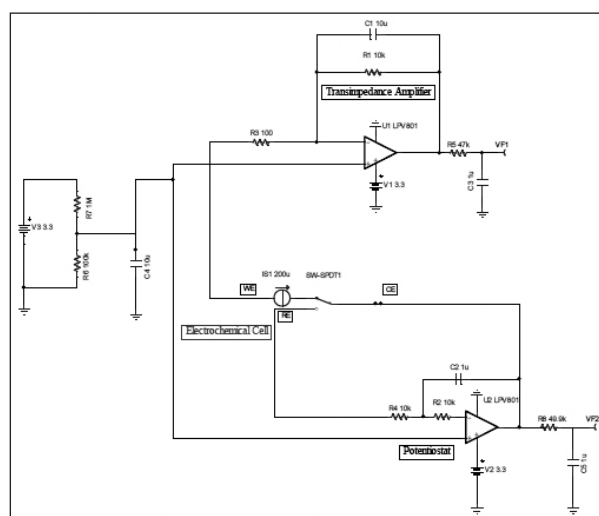 C1 10u
R1 10k
Transimpedance Amplifier
U1 LPV801
R3 100
R5 47k
VF1
V1 3.3
C3 1u
R7 1M
V3 3.3
R6 100k
C4 10u
IS1 200u
SW-SPDT1
WE
CE
RE
Electrochemical Cell
C2 1u
U2 LPV801
R4 10k
R2 10k
R8 49.9k
VF2
Potentiostat
V2 3.3
C5 1u